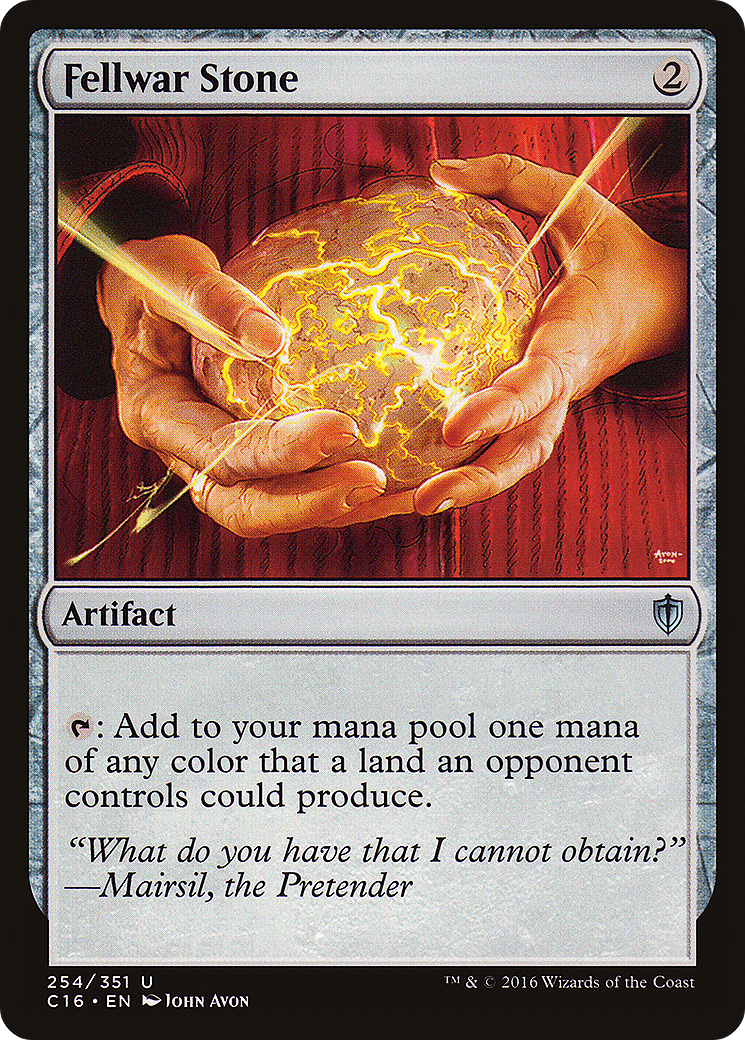 Fellwar Stone 2
AVON-
2000
Artifact
: Add to your mana pool one mana
of any color that a land an opponent
controls could produce.
“What do you have that I cannot obtain?”
—Mairsil, the Pretender
254/351 U
™ & © 2016 Wizards of the Coast
C16 • EN JOHN AVON